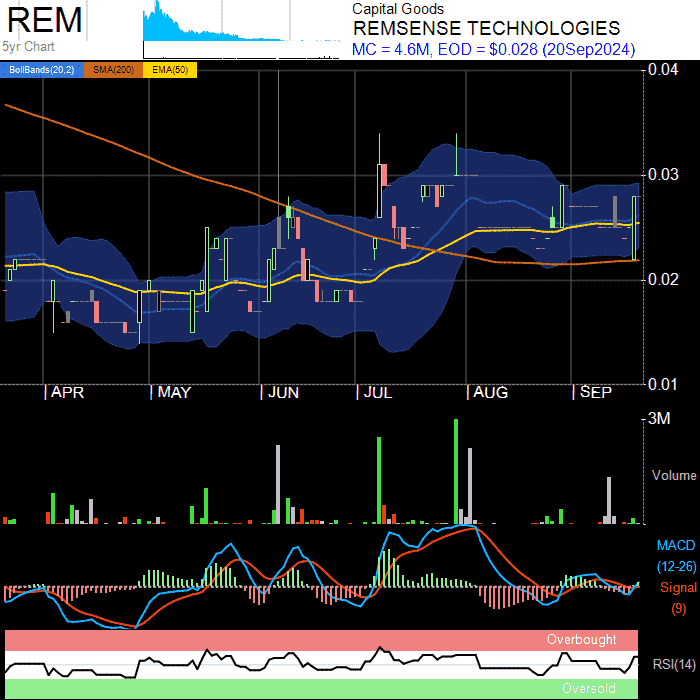 REM
5yr Chart
Capital Goods
REMSENSE TECHNOLOGIES
MC = 4.6M, EOD = $0.028 (20Sep2024)
BollBands(20,2) SMA(200) EMA(50)
0.04
0.03
0.02
0.01
APR MAY JUN JUL AUG SEP
3M
Volume
MACD
(12-26)
Signal
(9)
Overbought
RSI(14)
Oversold